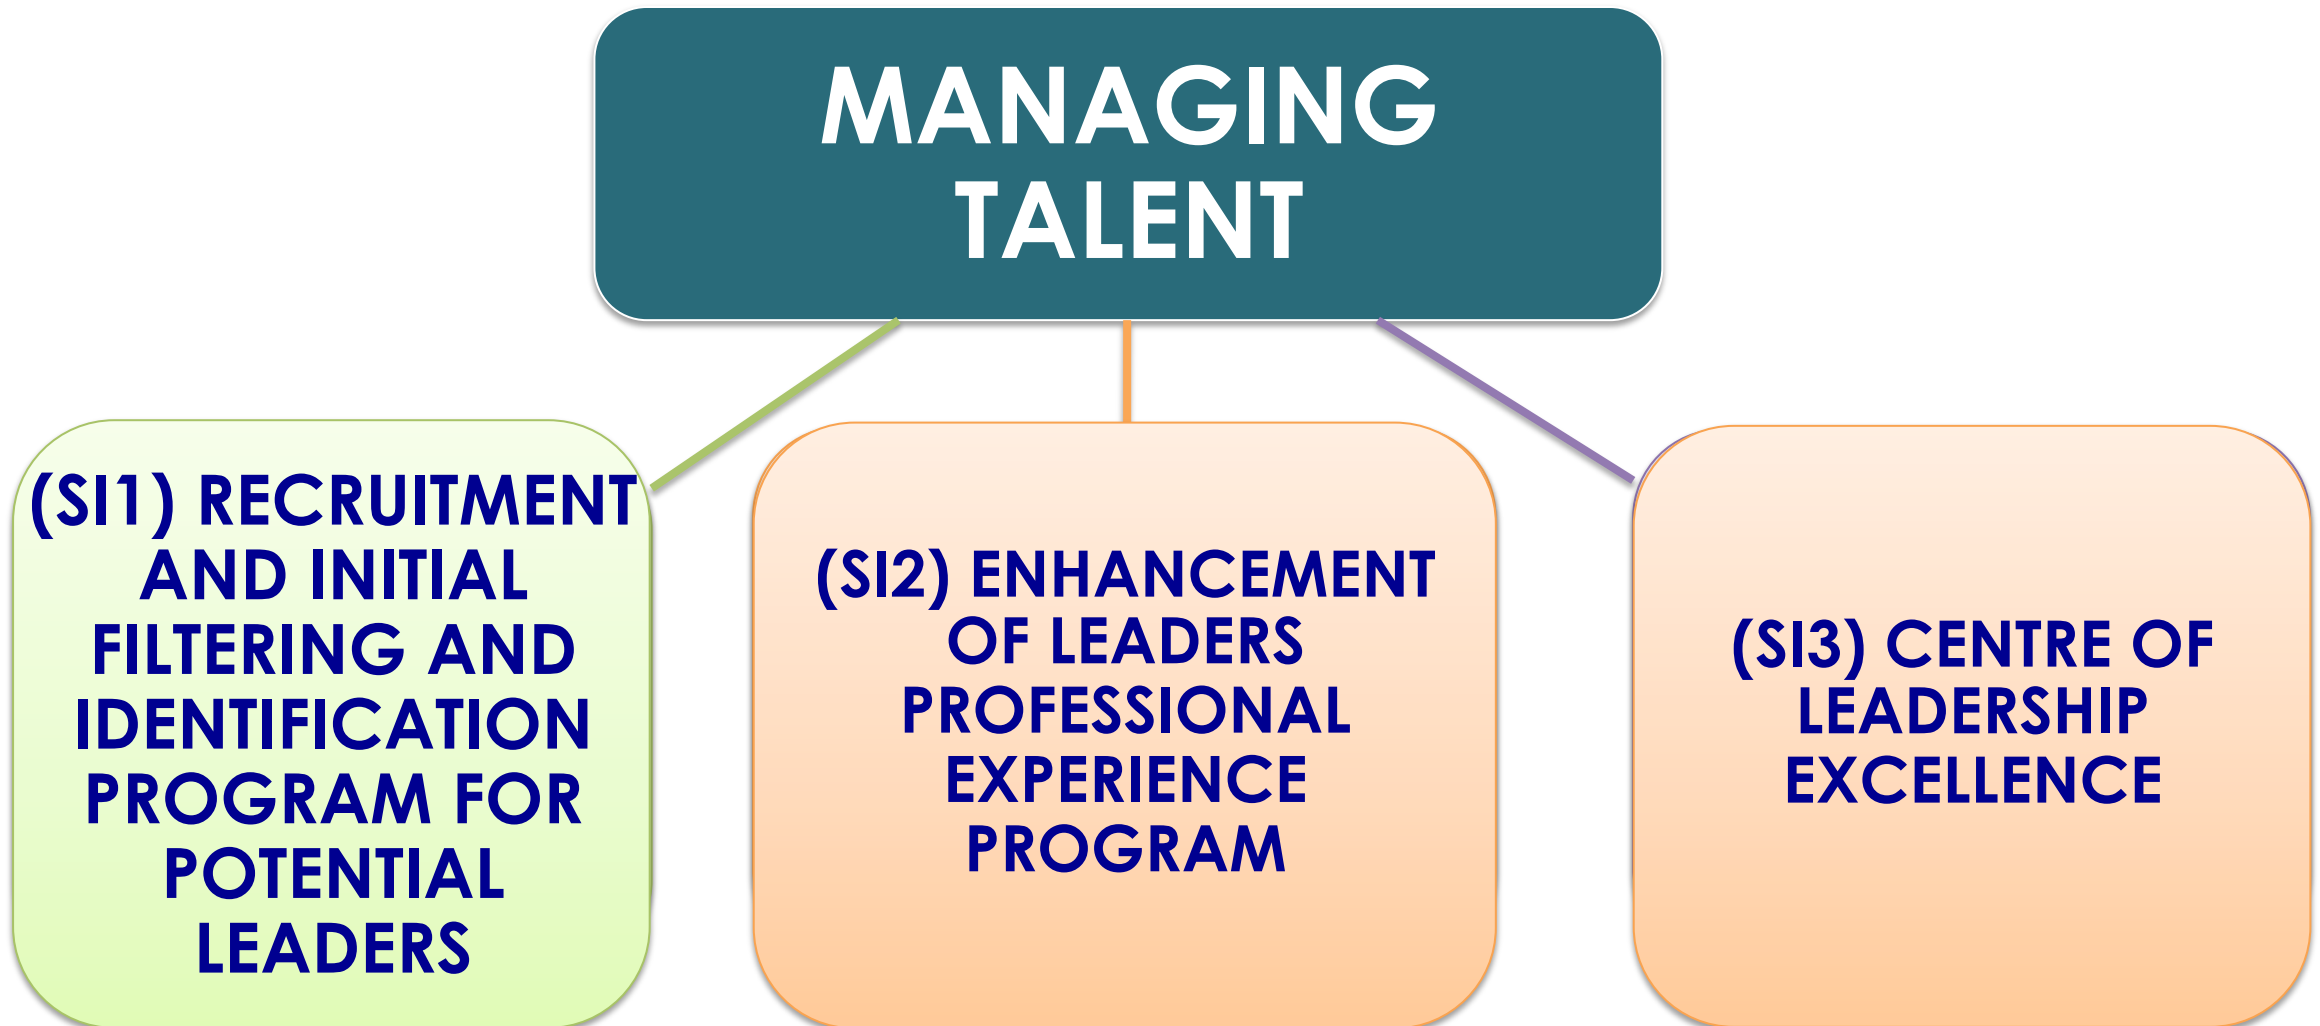 MANAGING
TALENT
(SI1) RECRUITMENT
AND INITIAL
FILTERING AND
IDENTIFICATION
PROGRAM FOR
POTENTIAL
LEADERS
(SI2) ENHANCEMENT
OF LEADERS
PROFESSIONAL
EXPERIENCE
PROGRAM
(SI3) CENTRE OF
LEADERSHIP
EXCELLENCE